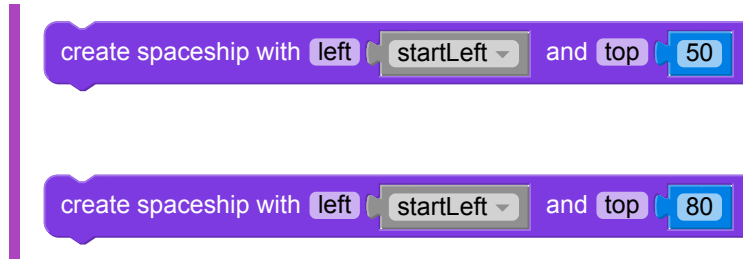 create spaceship with left startLeft and top 50
create spaceship with left startLeft and top 80